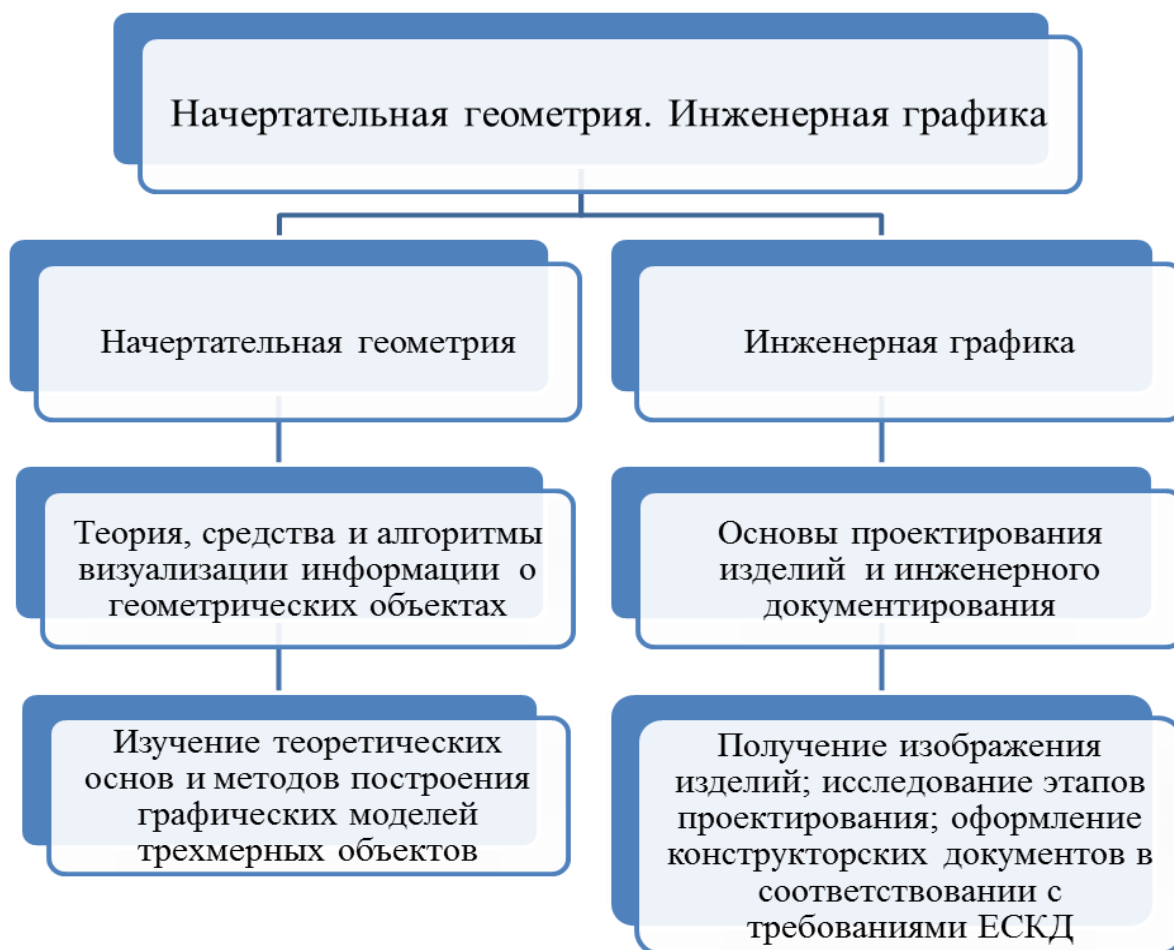 Начертательная геометрия. Инженерная графика
Начертательная геометрия
Инженерная графика
Теория, средства и алгоритмы
визуализации информации о
геометрических объектах
Основы проектирования
изделий и инженерного
документирования
Изучение теоретических
основ и методов построения
графических моделей
трехмерных объектов
Получение изображения
изделий; исследование этапов
проектирования; оформление
конструкторских документов в
соответствовании с
требованиями ЕСКД